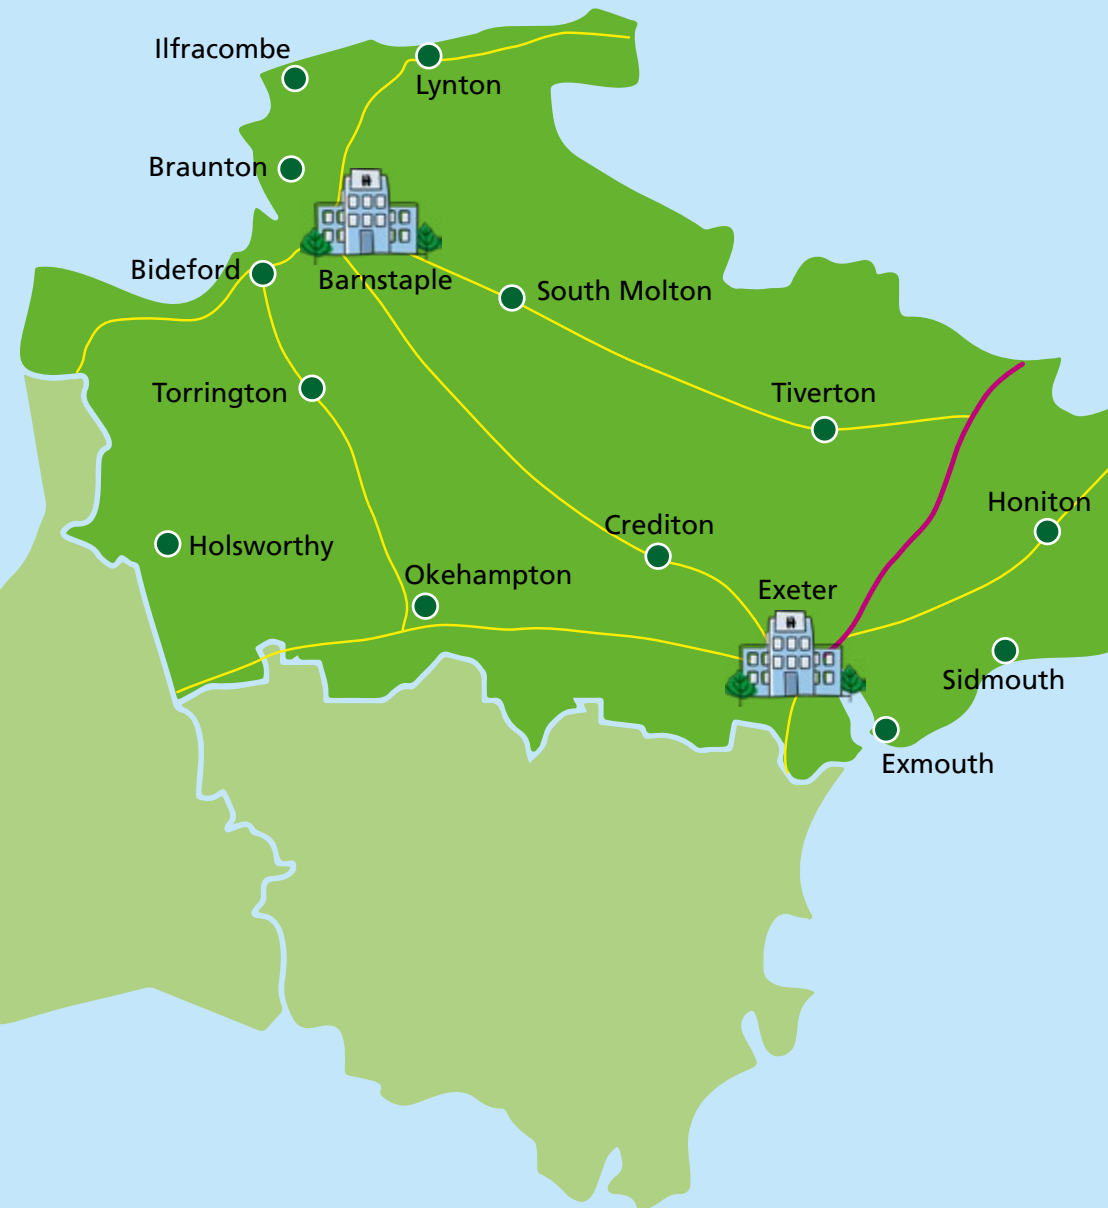 Ilfracombe
Lynton
Braunton
Bideford
Barnstaple
South Molton
Torrington
Tiverton
Honiton
Crediton
Holsworthy
Okehampton
Exeter
Sidmouth
Exmouth